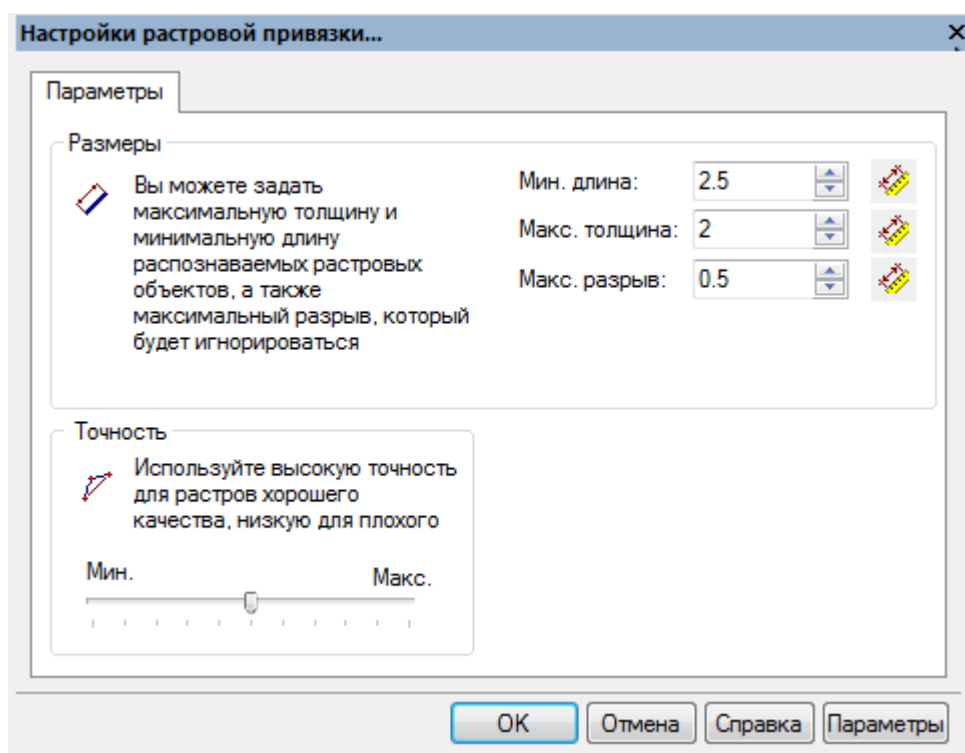 Настройки растровой привязки...
Параметры
Размеры
Вы можете задать
максимальную толщину и
минимальную длину
распознаваемых растровых
объектов, а также
максимальный разрыв, который
будет игнорироваться
Мин. длина: 2.5
Макс. толщина: 2
Макс. разрыв: 0.5
Точность
Используйте высокую точность
для растров хорошего
качества, низкую для плохого
Мин. Макс.
OK Отмена Справка Параметры